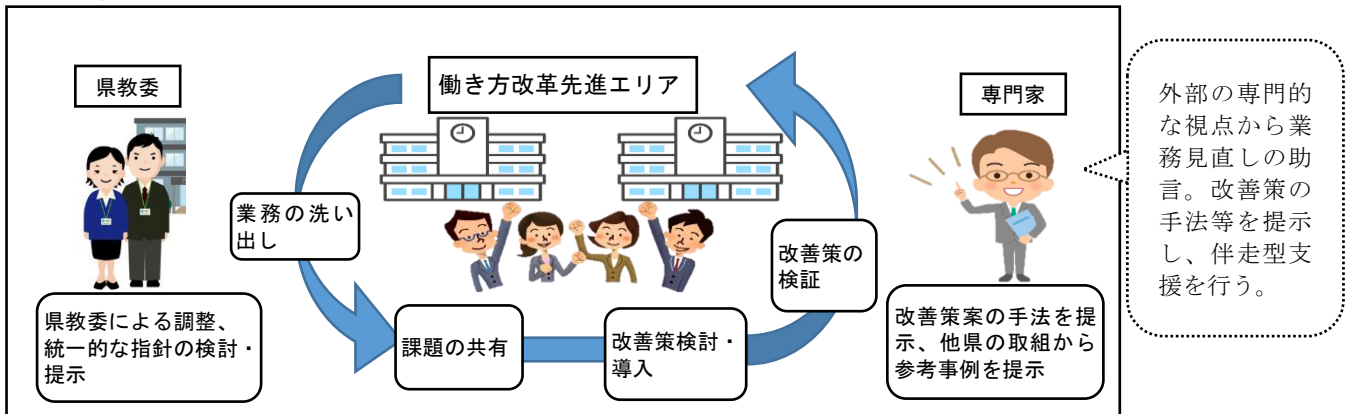 県教委
働き方改革先進エリア
専門家
業務の洗い
出し
課題の共有
改善策検討・
導入
改善策の
検証
県教委による調整、
統一的な指針の検討・
提示
改善策案の手法を提
示、他県の取組から
参考事例を提示
外部の専門的
な視点から業
務見直しの助
言。改善策の
手法等を提示
し、伴走型支
援を行う。